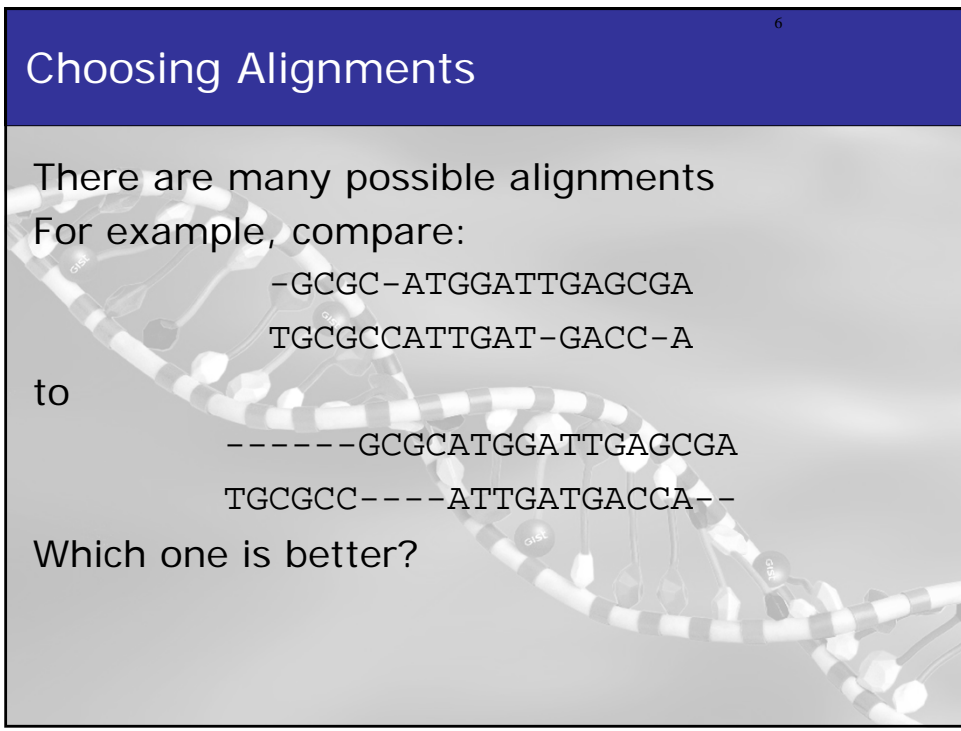 6
Choosing Alignments
There are many possible alignments
For example, compare:
-GCGC-ATGGATTGAGCGA
TGCGCCATTGAT-GACC-A
to
------GCGCATGGATTGAGCGA
TGCGCC----ATTGATGACCA--
Which one is better?